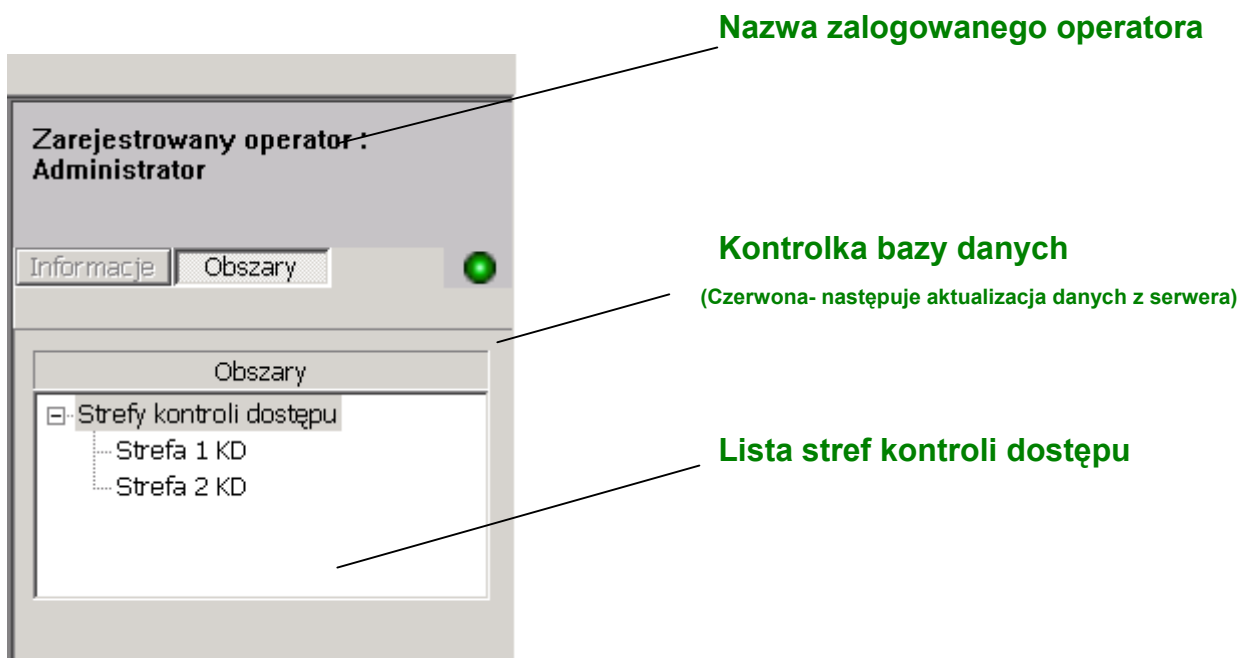 Nazwa zalogowanego operatora
Zarejestrowany operator :
Administrator
Informacje
Obszary
Kontrolka bazy danych
(Czerwona- następuje aktualizacja danych z serwera)
Obszary
Strefy kontroli dostępu
Strefa 1 KD
Strefa 2 KD
Lista stref kontroli dostępu